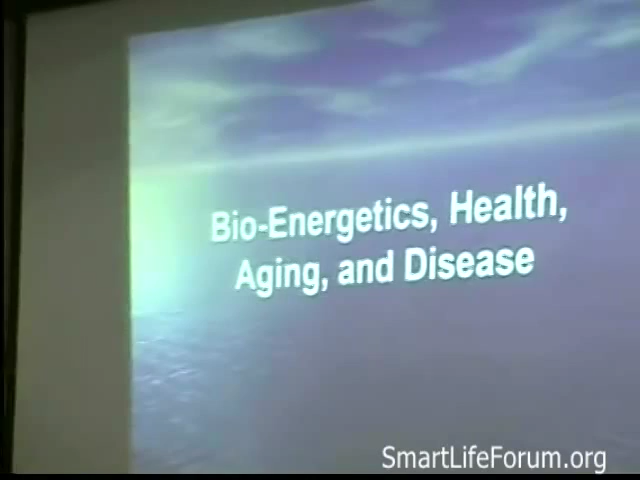 Bio-Energetics, Health,
Aging, and Disease
SmartLifeForum.org